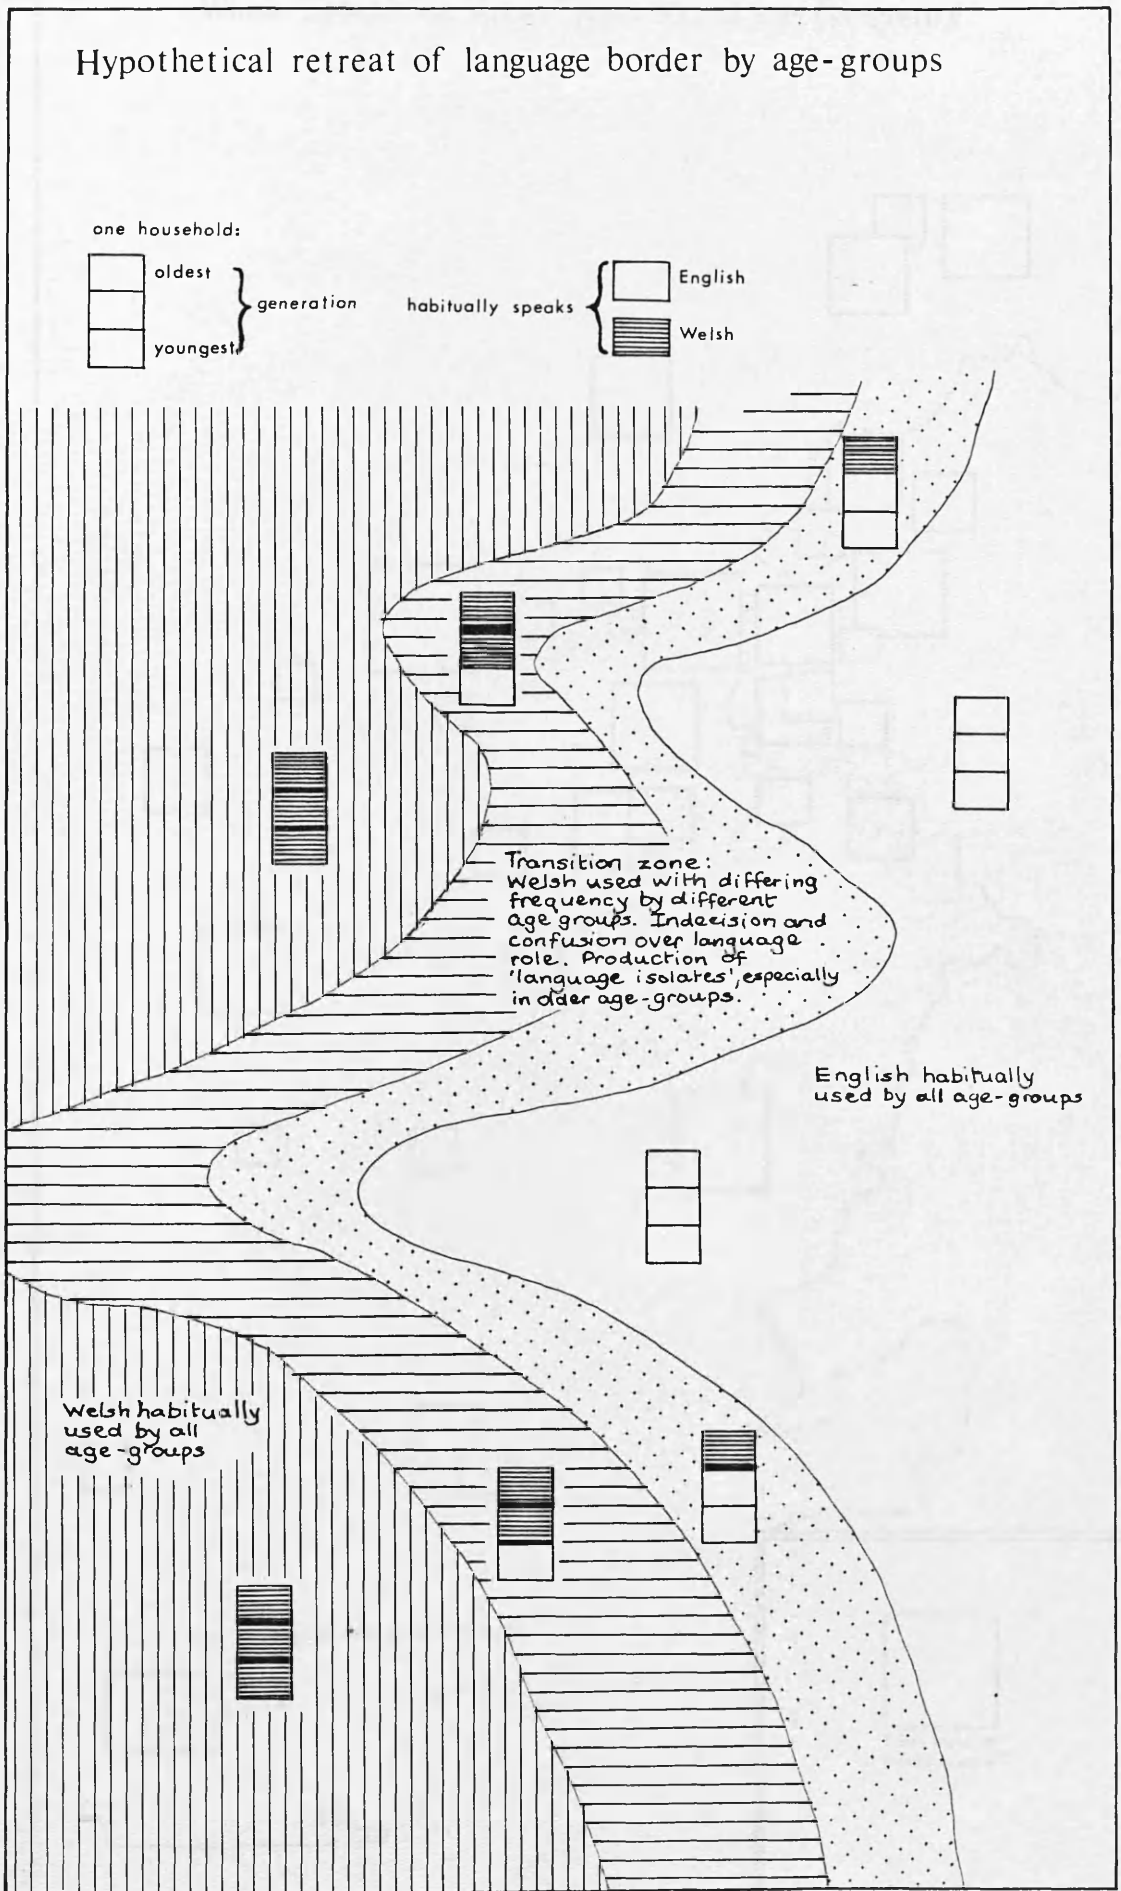 Hypothetical retreat of language border by age-groups
one household:
oldest
youngest
generation
habitually speaks
English
Welsh
Transition zone:
Welsh used with differing
frequency by different
age groups. Indecision and
confusion over language
role. Production of
'language isolates', especially
in older age-groups.
English habitually
used by all age-groups
Welsh habitually
used by all
age-groups